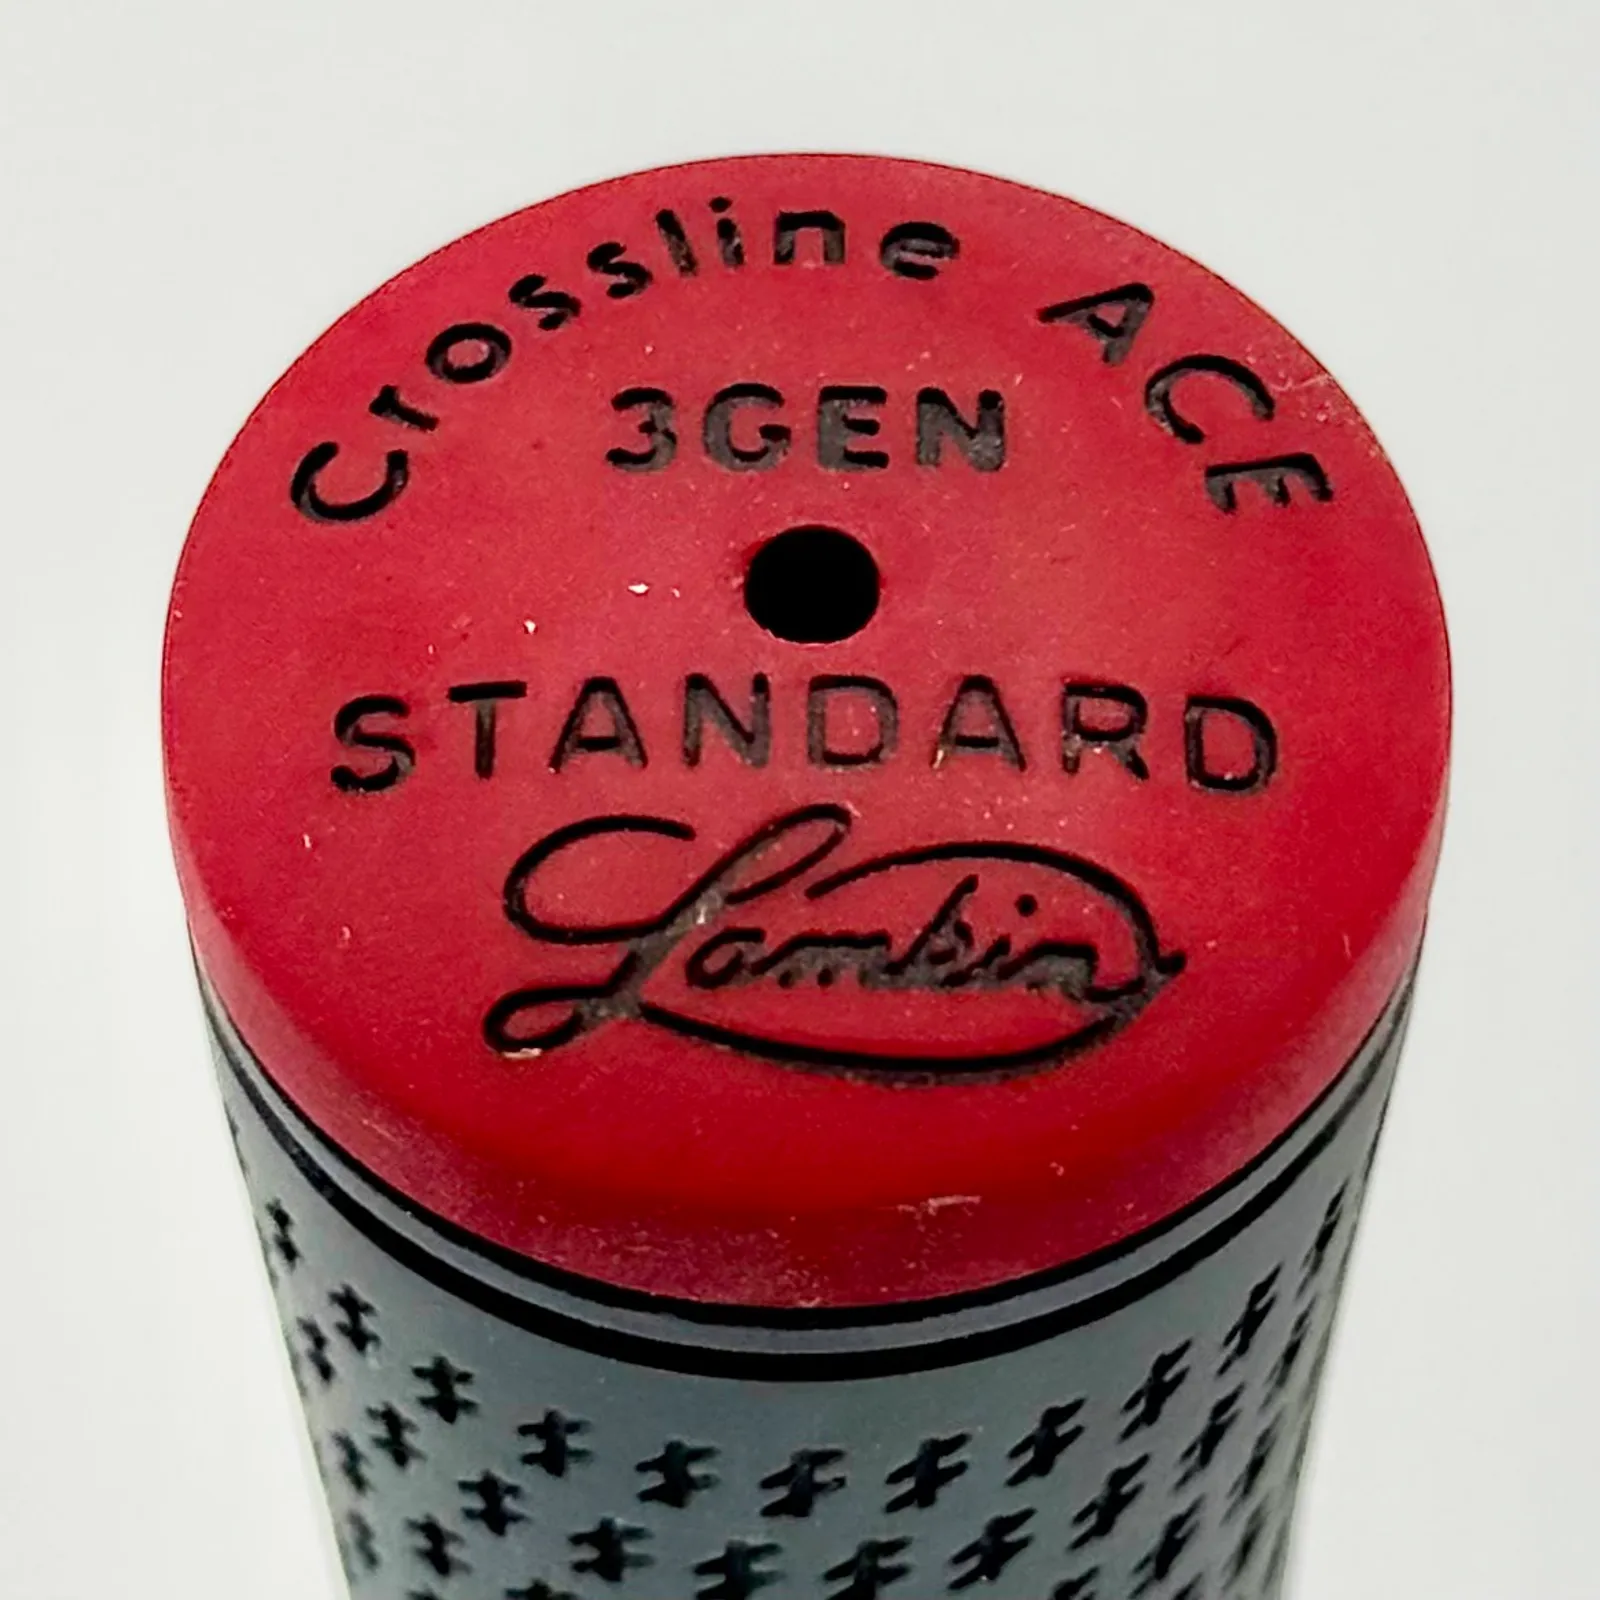 Crossline ACE
3GEN
STANDARD
Lamkin